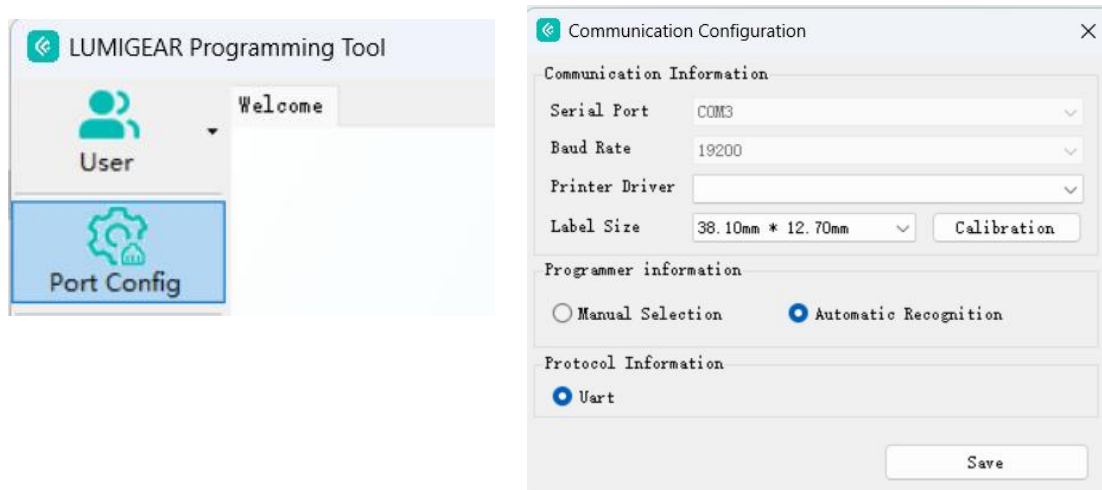 LUMIGEAR Programming Tool
User
Welcome
Port Config
Communication Configuration
Communication Information
Serial Port COM3
Baud Rate 19200
Printer Driver
Label Size 38.10mm * 12.70mm Calibration
Programmer information
Manual Selection Automatic Recognition
Protocol Information
Uart
Save